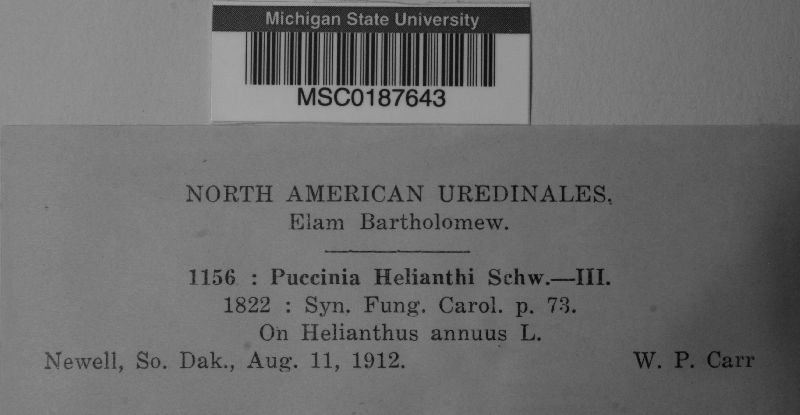 Michigan State University
MSC0187643
NORTH AMERICAN UREDINALES,
Elam Bartholomew.
1156 : Puccinia Helianthi Schw.—III.
1822 : Syn. Fung. Carol. p. 73.
On Helianthus annuus L.
Newell, So. Dak., Aug. 11, 1912. W. P. Carr